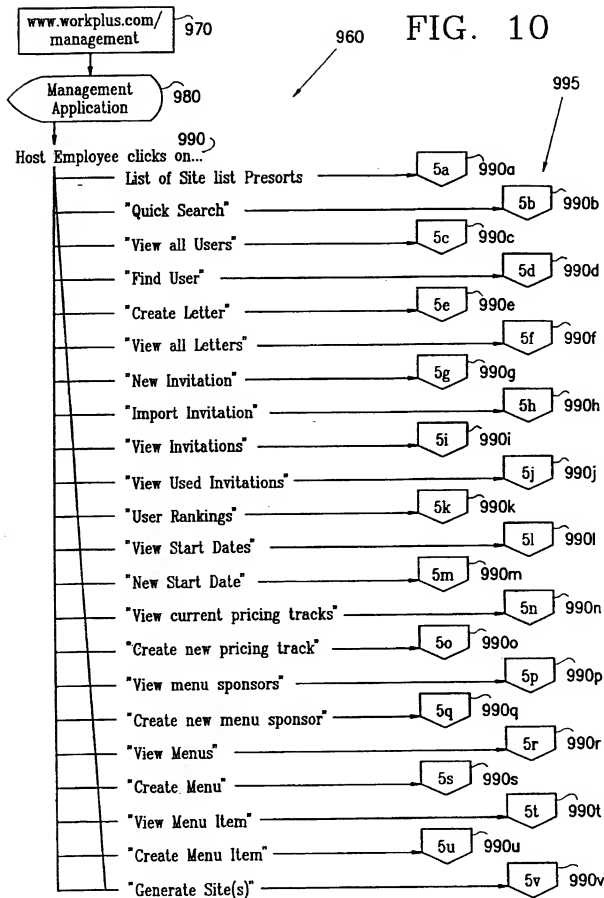 www.workplus.com/
management
970
960
FIG. 10
Management
Application
980
995
990
Host Employee clicks on...
List of Site list Presorts 5a 990a
"Quick Search" 5b 990b
"View all Users" 5c 990c
"Find User" 5d 990d
"Create Letter" 5e 990e
"View all Letters" 5f 990f
"New Invitation" 5g 990g
"Import Invitation" 5h 990h
"View Invitations" 5i 990i
"View Used Invitations" 5j 990j
"User Rankings" 5k 990k
"View Start Dates" 5l 990l
"New Start Date" 5m 990m
"View current pricing tracks" 5n 990n
"Create new pricing track" 5o 990o
"View menu sponsors" 5p 990p
"Create new menu sponsor" 5q 990q
"View Menus" 5r 990r
"Create Menu" 5s 990s
"View Menu Item" 5t 990t
"Create Menu Item" 5u 990u
"Generate Site(s)" 5v 990v